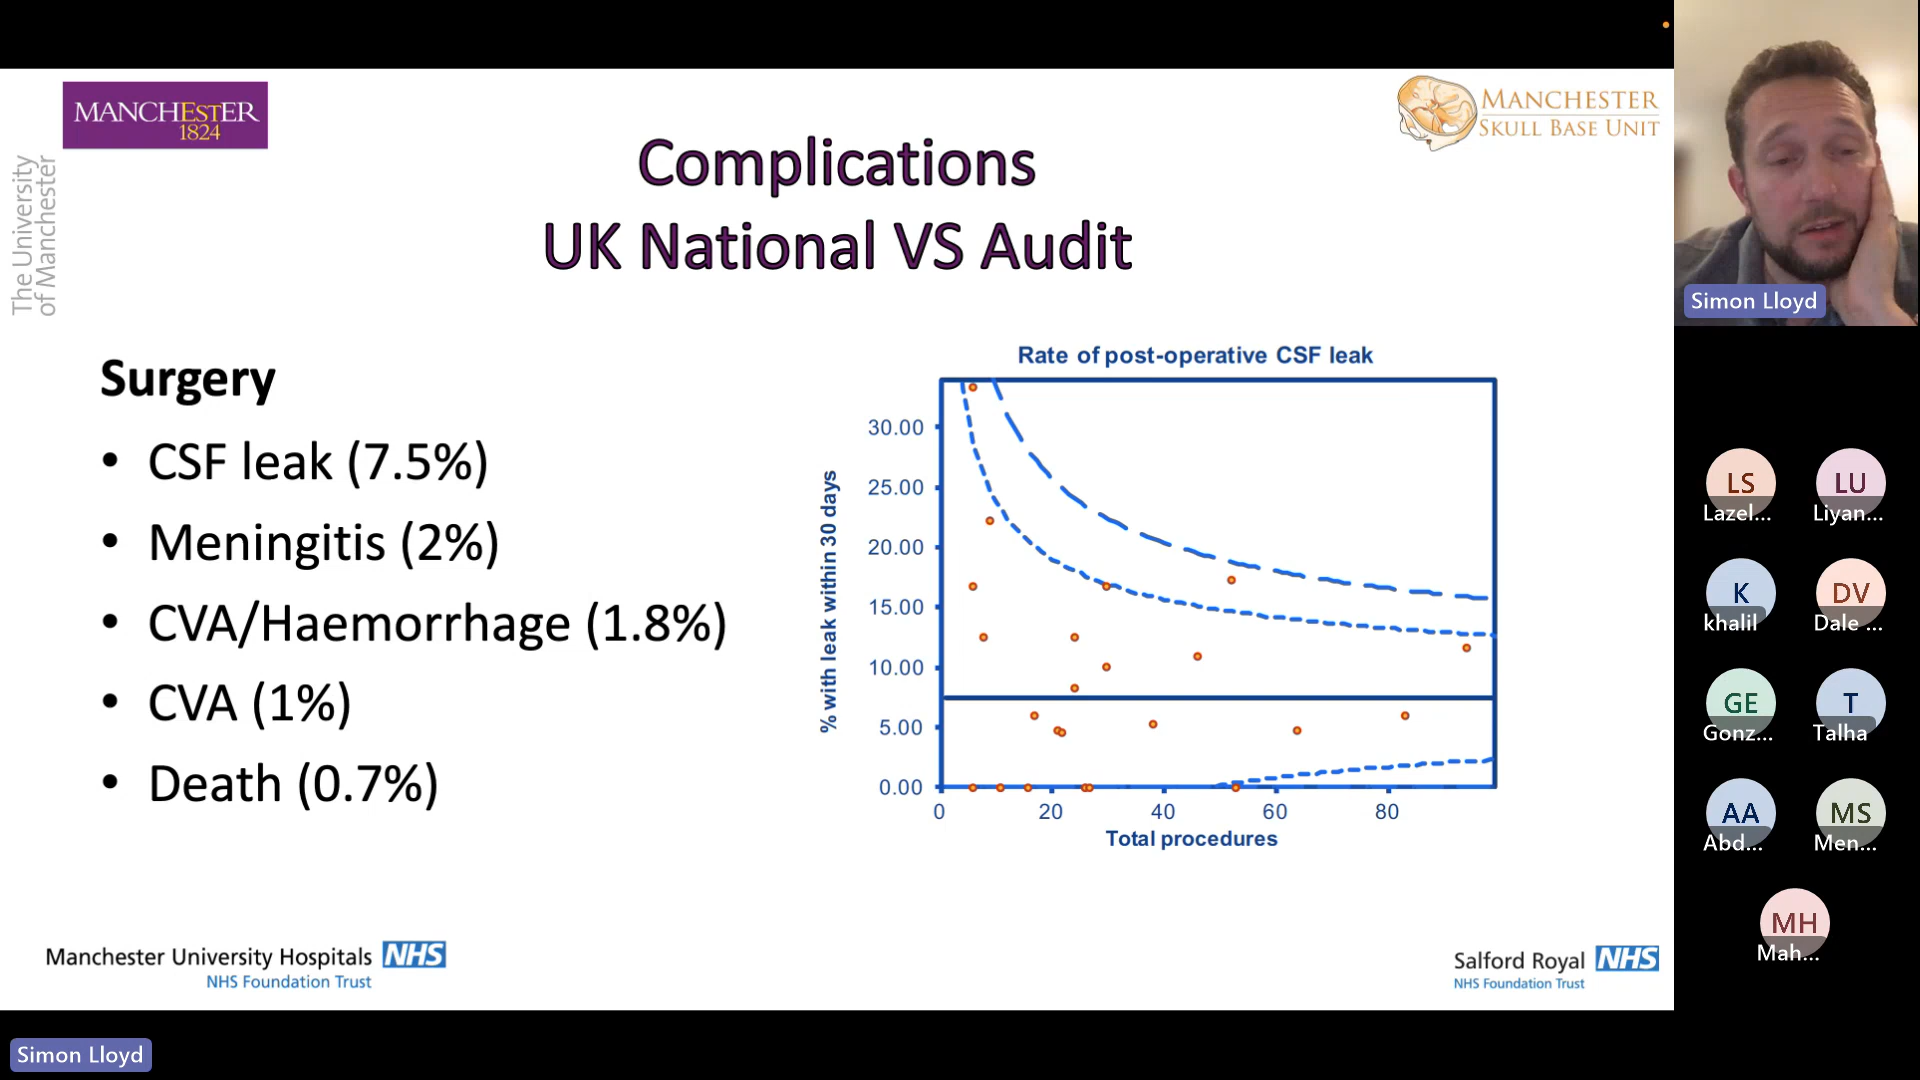 MANCHESTER
1824
The University
of Manchester
MANCHESTER
SKULL BASE UNIT
Complications
UK National VS Audit
Surgery
• CSF leak (7.5%)
• Meningitis (2%)
• CVA/Haemorrhage (1.8%)
• CVA (1%)
• Death (0.7%)
Rate of post-operative CSF leak
% with leak within 30 days
30.00
25.00
20.00
15.00
10.00
5.00
0.00
0 20 40 60 80
Total procedures
Manchester University Hospitals NHS
NHS Foundation Trust
Salford Royal NHS
NHS Foundation Trust
Simon Lloyd
Simon Lloyd
LS
Lazel...
LU
Liyan...
K
khalil
DV
Dale ...
GE
Gonz...
T
Talha
AA
Abd...
MS
Men...
MH
Mah...